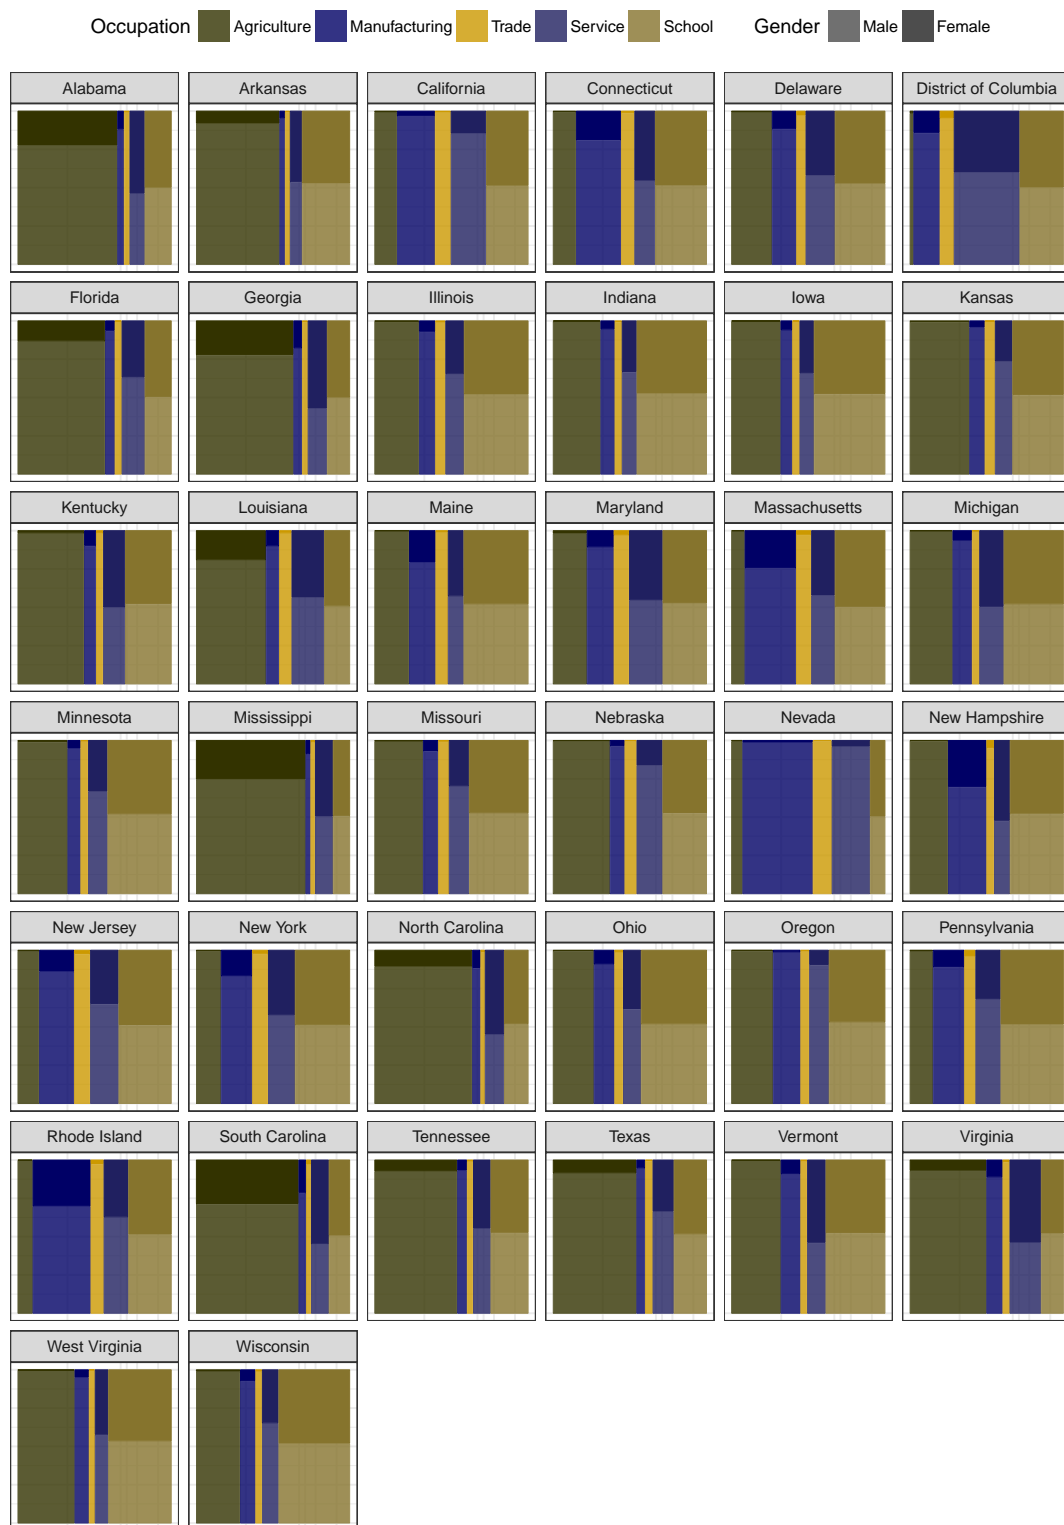 Occupation Agriculture Manufacturing Trade Service School Gender Male Female
Alabama Arkansas California Connecticut Delaware District of Columbia
Florida Georgia Illinois Indiana Iowa Kansas
Kentucky Louisiana Maine Maryland Massachusetts Michigan
Minnesota Mississippi Missouri Nebraska Nevada New Hampshire
New Jersey New York North Carolina Ohio Oregon Pennsylvania
Rhode Island South Carolina Tennessee Texas Vermont Virginia
West Virginia Wisconsin